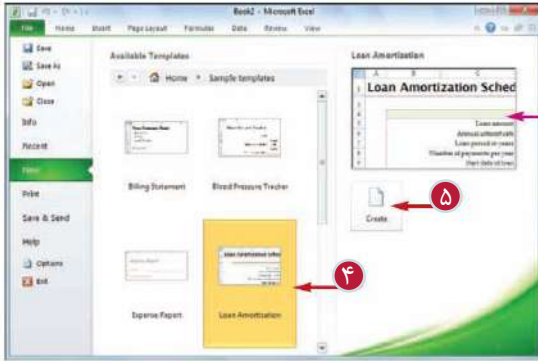 Book2 - Microsoft Excel
File Home Insert Page Layout Formulas Data Review View
Save
Save As
Open
Close
Info
Recent
New
Print
Save & Send
Help
Options
Exit
Available Templates
Home Sample templates
Billing Statement
Blood Pressure Tracker
Expense Report
Loan Amortization
۴
Loan Amortization
A B C
Loan Amortization Sched
Loan amount
Annual interest rate
Loan period in years
Number of payments per year
Start date of loan
Create
۵